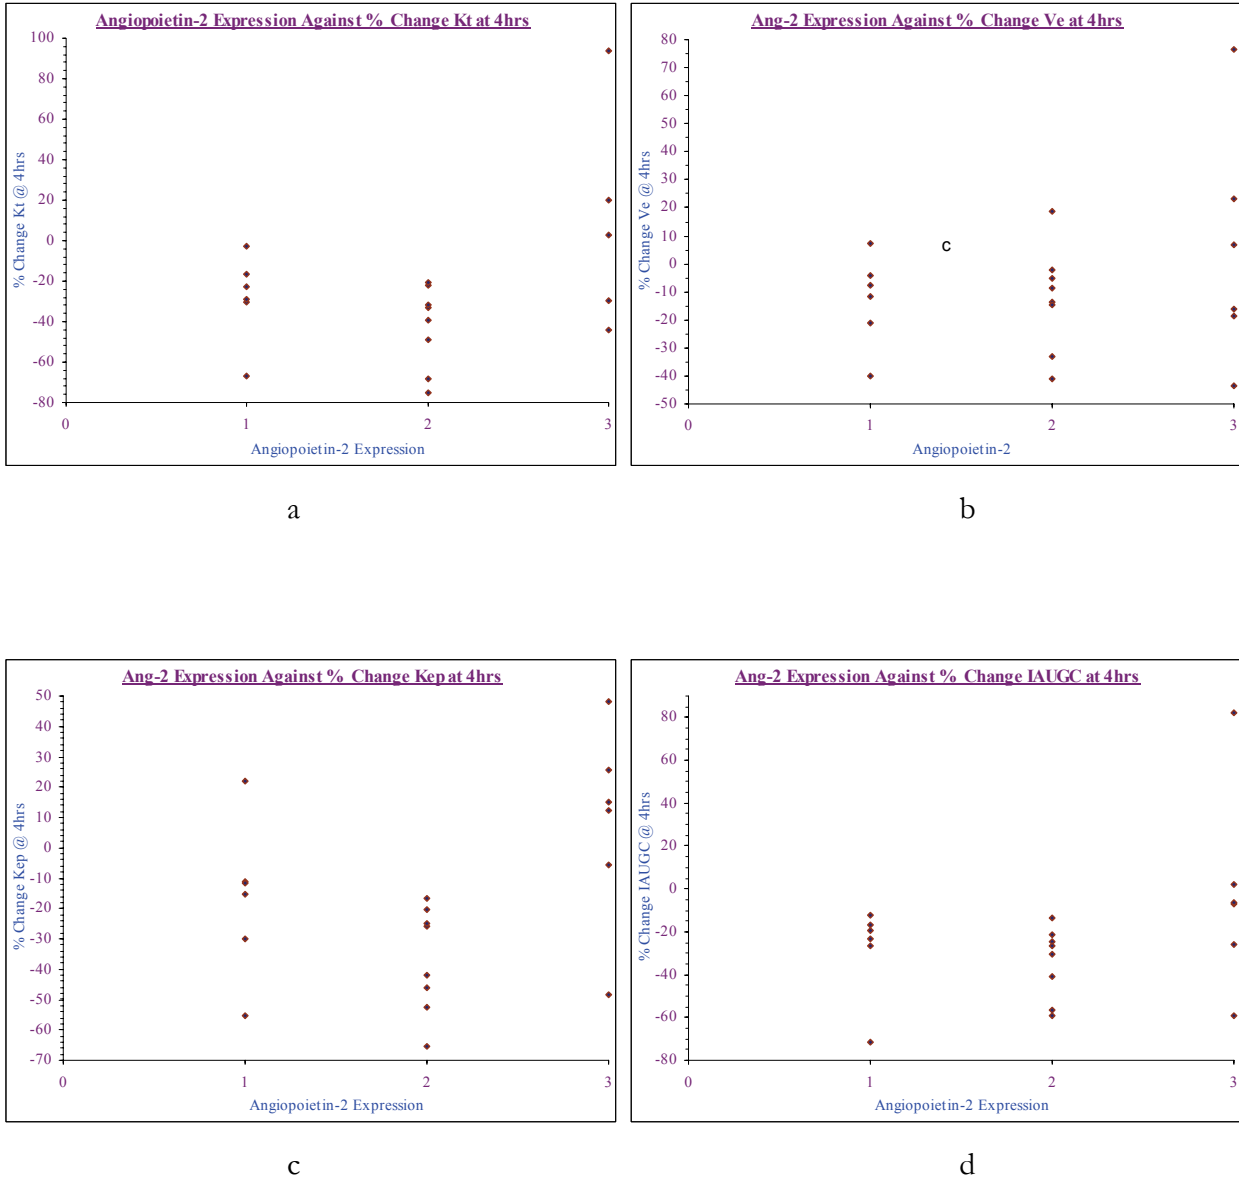 Angiopoietin-2 Expression Against % Change Kt at 4hrs
100
80
60
40
20
0
-20
-40
-60
-80
% Change Kt @ 4hrs
0 1 2 3
Angiopoietin-2 Expression
a
Ang-2 Expression Against % Change Ve at 4hrs
80
70
60
50
40
30
20
10
0
-10
-20
-30
-40
-50
% Change Ve @ 4hrs
c
0 1 2 3
Angiopoietin-2
b
Ang-2 Expression Against % Change Kep at 4hrs
50
40
30
20
10
0
-10
-20
-30
-40
-50
-60
-70
% Change Kep @ 4hrs
0 1 2 3
Angiopoietin-2 Expression
c
Ang-2 Expression Against % Change IAUGC at 4hrs
80
60
40
20
0
-20
-40
-60
-80
% Change IAUGC @ 4hrs
0 1 2 3
Angiopoietin-2 Expression
d